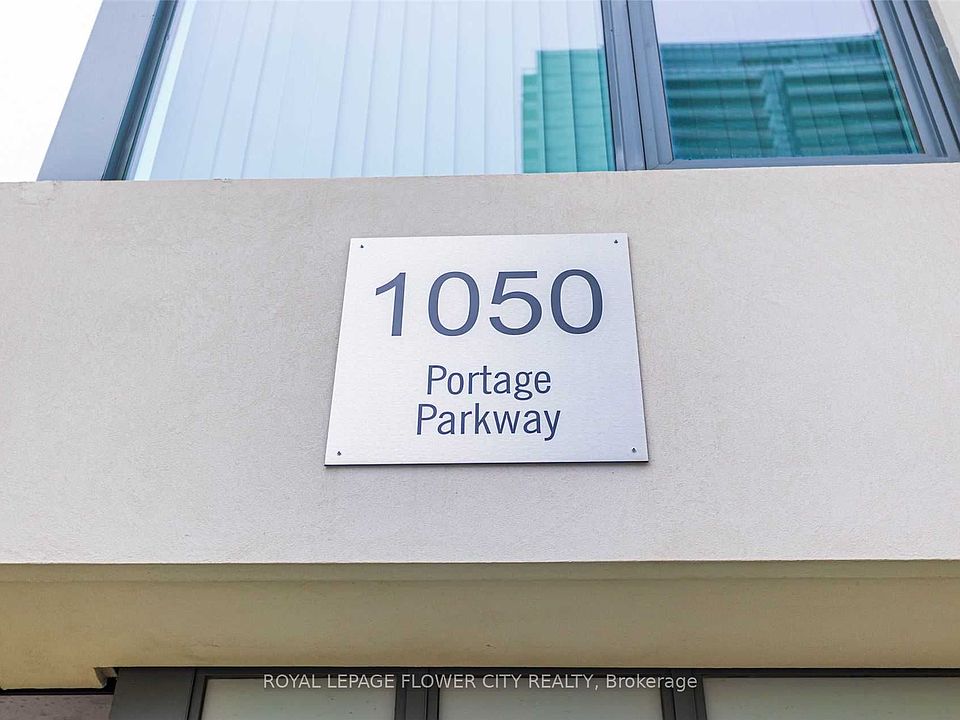 1050
Portage
Parkway
ROYAL LEPAGE FLOWER CITY REALTY, Brokerage